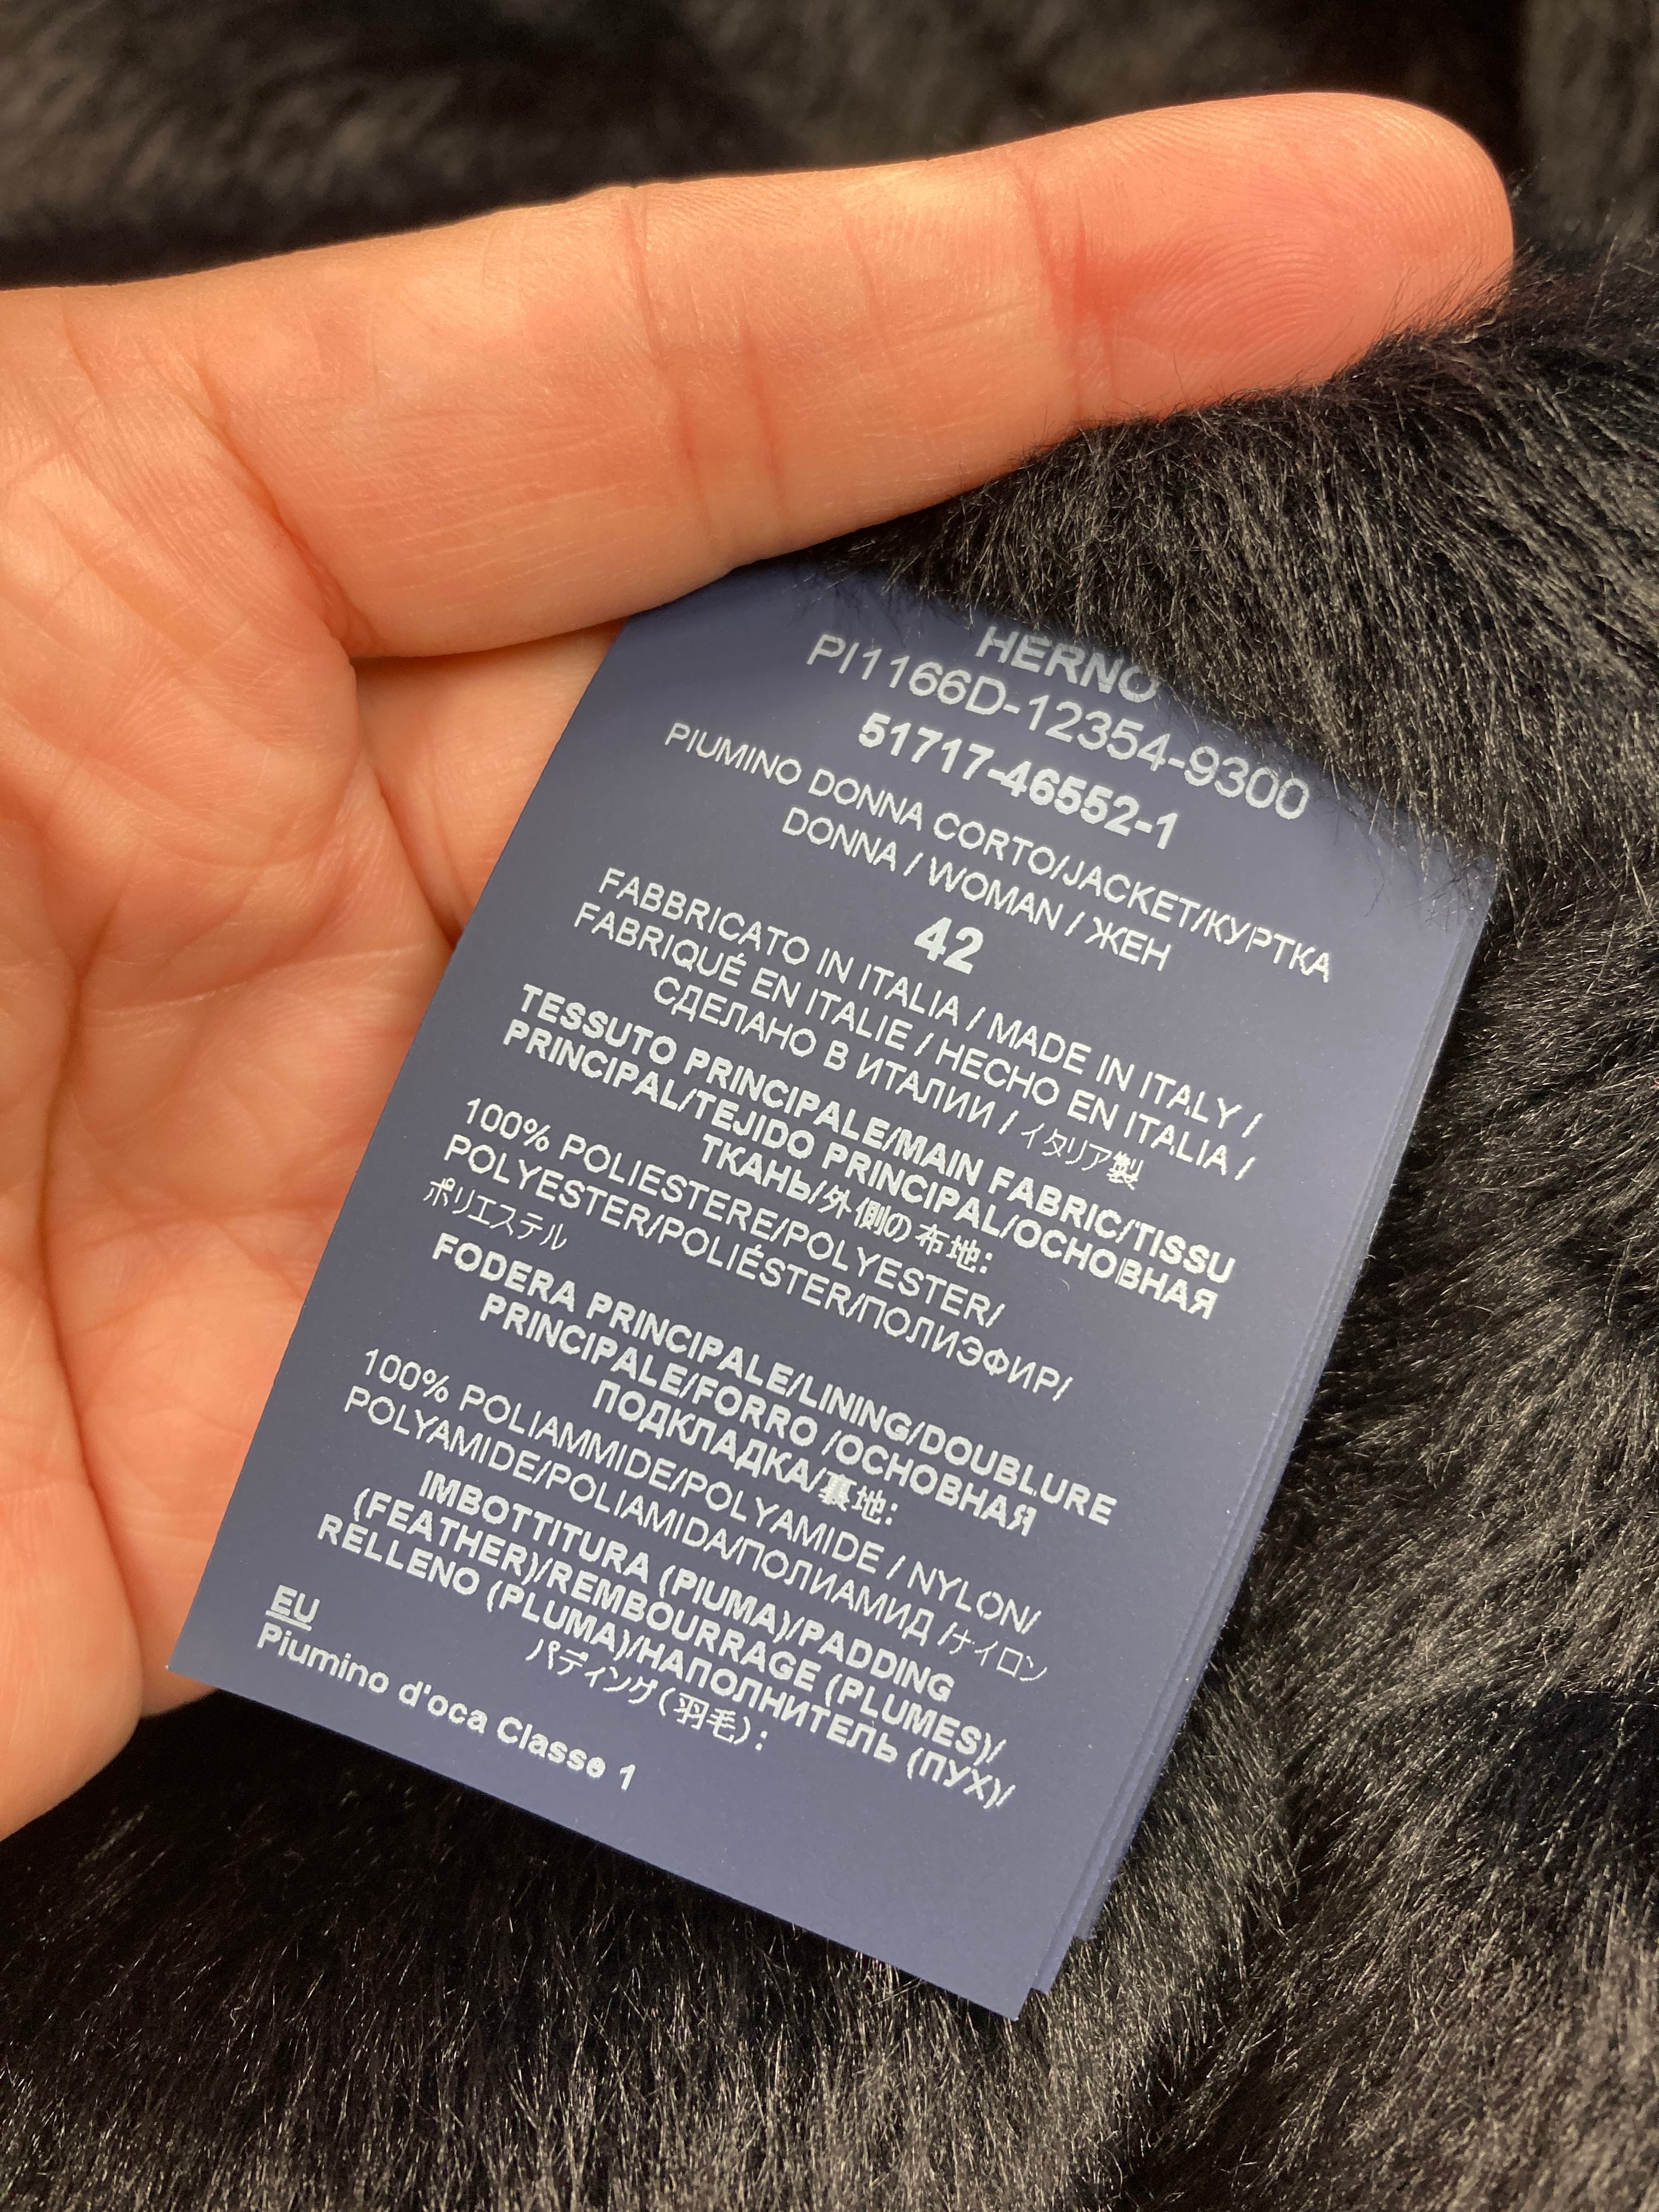 HERNO
PI1166D-12354-9300
51717-46552-1
PIUMINO DONNA CORTO/JACKET/КУРТКА
DONNA / WOMAN / ЖЕН
42
FABBRICATO IN ITALIA / MADE IN ITALY /
FABRIQUÉ EN ITALIE / HECHO EN ITALIA /
СДЕЛАНО В ИТАЛИИ / イタリア製
TESSUTO PRINCIPALE/MAIN FABRIC/TISSU
PRINCIPAL/TEJIDO PRINCIPAL/ОСНОВНАЯ
ТКАНЬ/外側の布地:
100% POLIESTERE/POLYESTER/
POLYESTER/POLIÉSTER/ПОЛИЭФИР/
ポリエステル
FODERA PRINCIPALE/LINING/DOUBLURE
PRINCIPALE/FORRO /ОСНОВНАЯ
ПОДКЛАДКА/裏地:
100% POLIAMMIDE/POLYAMIDE / NYLON/
POLYAMIDE/POLIAMIDA/ПОЛИАМИД /ナイロン
IMBOTTITURA (PIUMA)/PADDING
(FEATHER)/REMBOURRAGE (PLUMES)/
RELLENO (PLUMA)/НАПОЛНИТЕЛЬ (ПУХ)/
パディング(羽毛):
EU
Piumino d'oca Classe 1